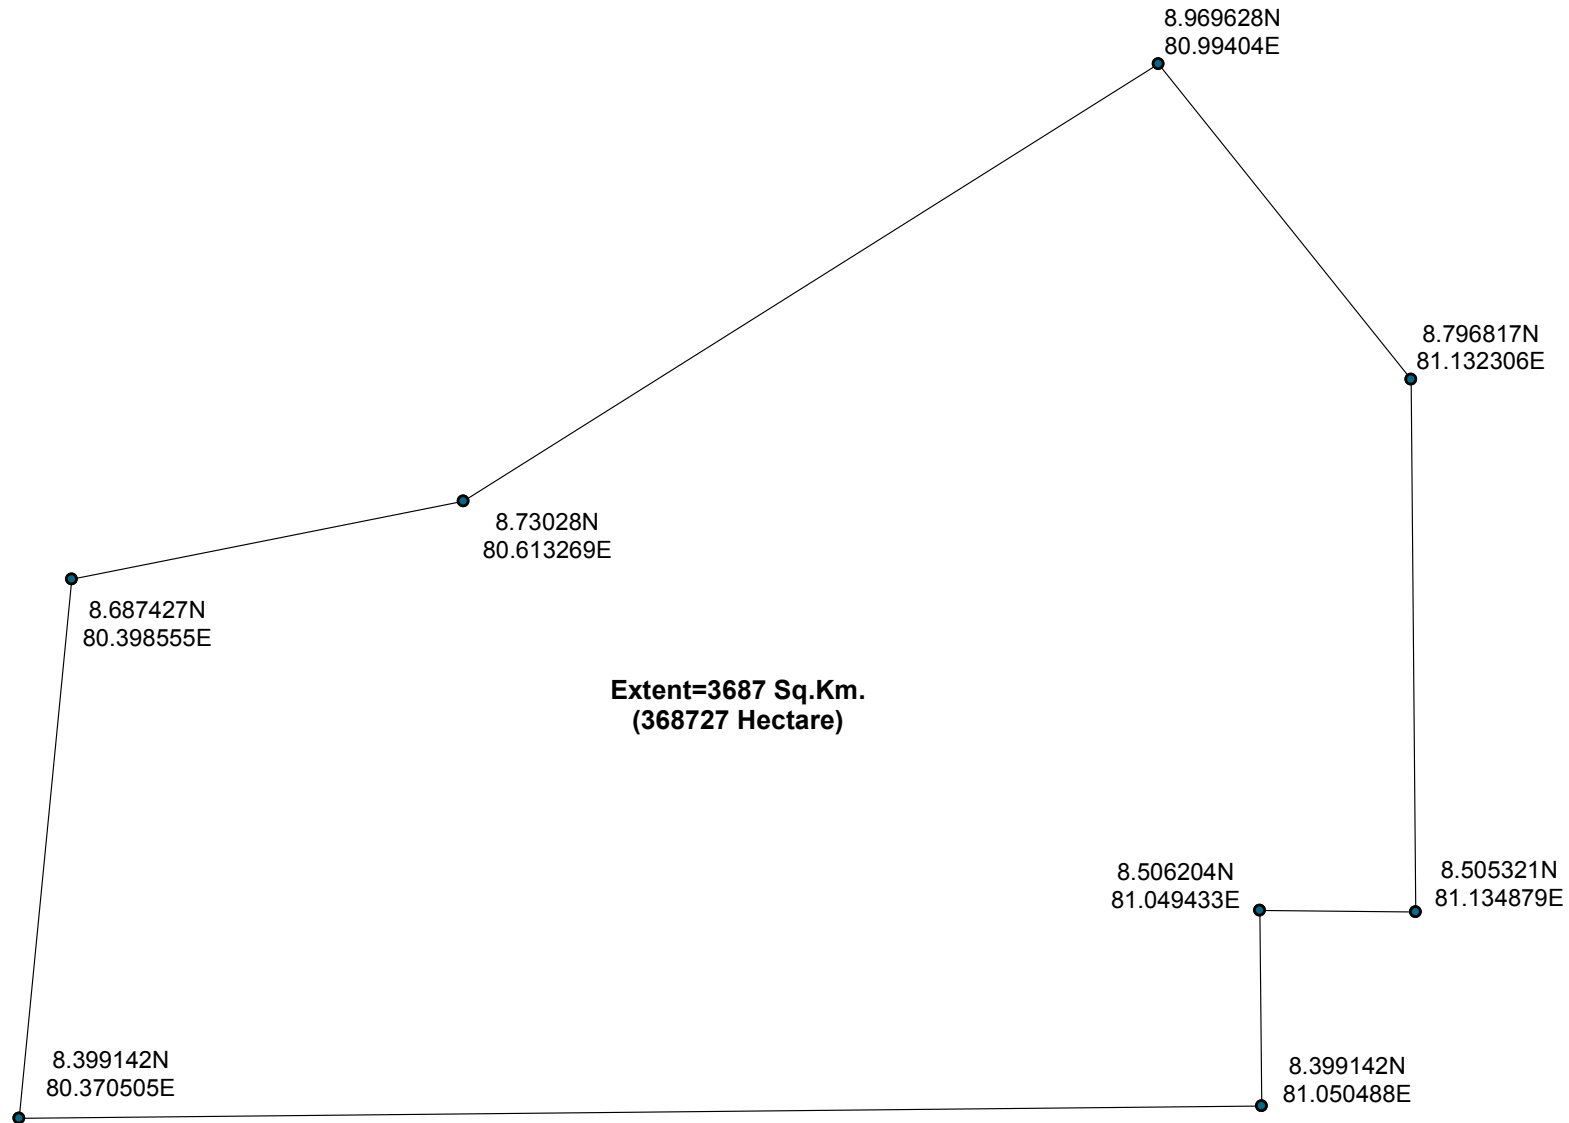 8.969628N
80.99404E
8.796817N
81.132306E
8.73028N
80.613269E
8.687427N
80.398555E
Extent=3687 Sq.Km.
(368727 Hectare)
8.506204N
81.049433E
8.505321N
81.134879E
8.399142N
80.370505E
8.399142N
81.050488E